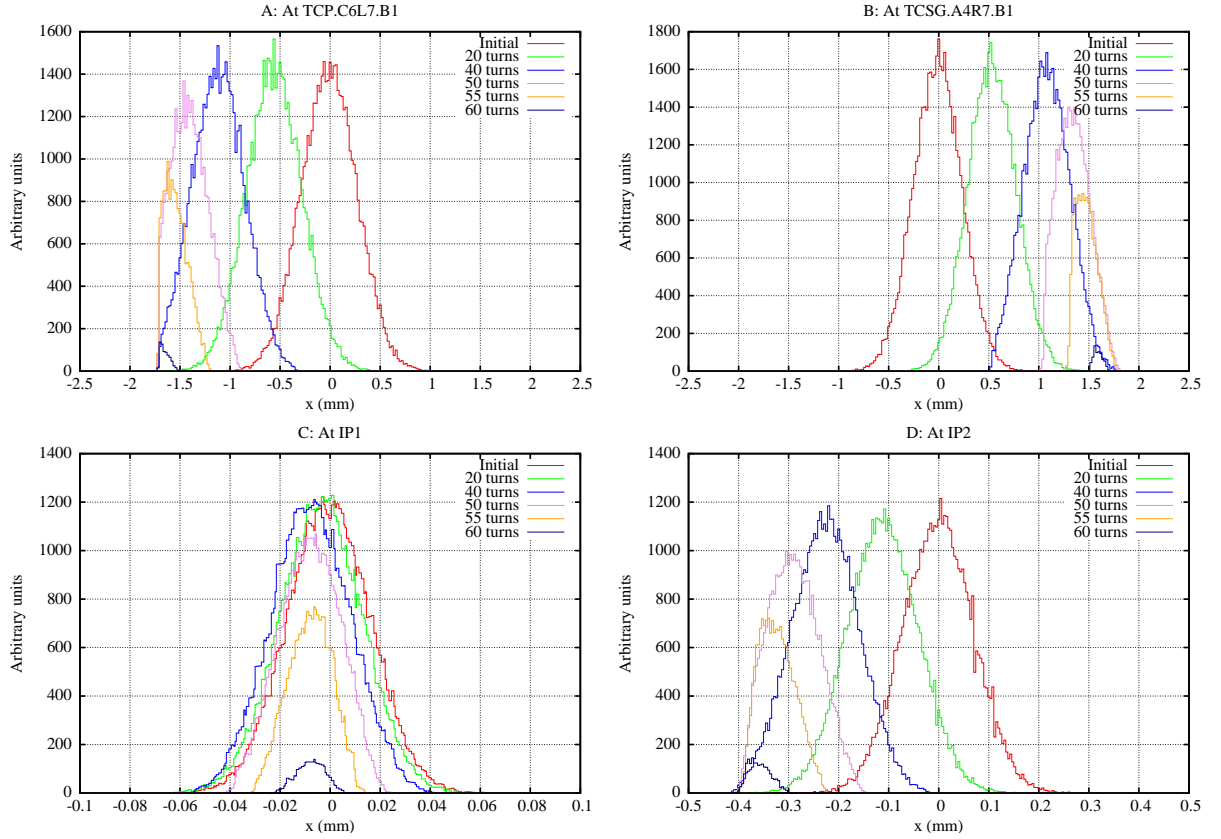 A: At TCP.C6L7.B1
1600
1400
1200
1000
800
600
400
200
0
Arbitrary units
-2.5 -2 -1.5 -1 -0.5 0 0.5 1 1.5 2 2.5
x (mm)
Initial
20 turns
40 turns
50 turns
55 turns
60 turns
B: At TCSG.A4R7.B1
1800
1600
1400
1200
1000
800
600
400
200
0
Arbitrary units
-2.5 -2 -1.5 -1 -0.5 0 0.5 1 1.5 2 2.5
x (mm)
Initial
20 turns
40 turns
50 turns
55 turns
60 turns
C: At IP1
1400
1200
1000
800
600
400
200
0
Arbitrary units
-0.1 -0.08 -0.06 -0.04 -0.02 0 0.02 0.04 0.06 0.08 0.1
x (mm)
Initial
20 turns
40 turns
50 turns
55 turns
60 turns
D: At IP2
1400
1200
1000
800
600
400
200
0
Arbitrary units
-0.5 -0.4 -0.3 -0.2 -0.1 0 0.1 0.2 0.3 0.4 0.5
x (mm)
Initial
20 turns
40 turns
50 turns
55 turns
60 turns